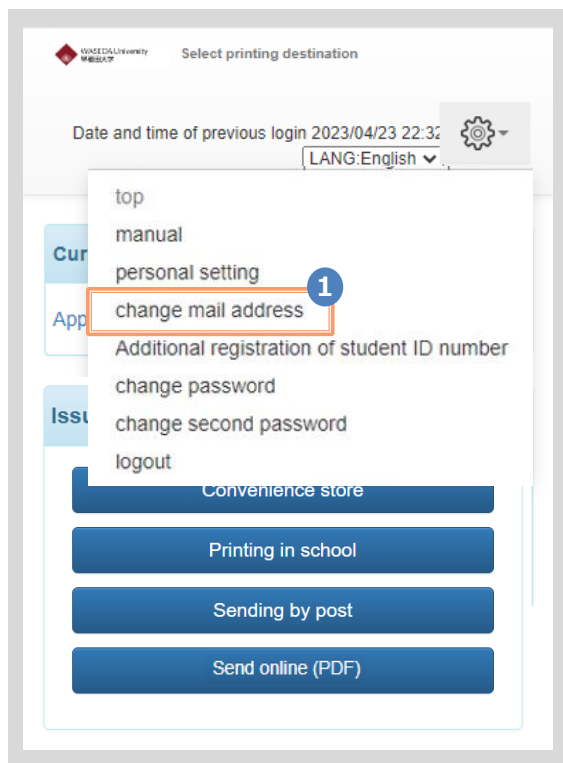 WASEDA University
早稲田大学
Select printing destination
Date and time of previous login 2023/04/23 22:32
LANG:English
top
manual
Cur
personal setting
1
change mail address
App
Additional registration of student ID number
change password
Issu
change second password
logout
Convenience store
Printing in school
Sending by post
Send online (PDF)